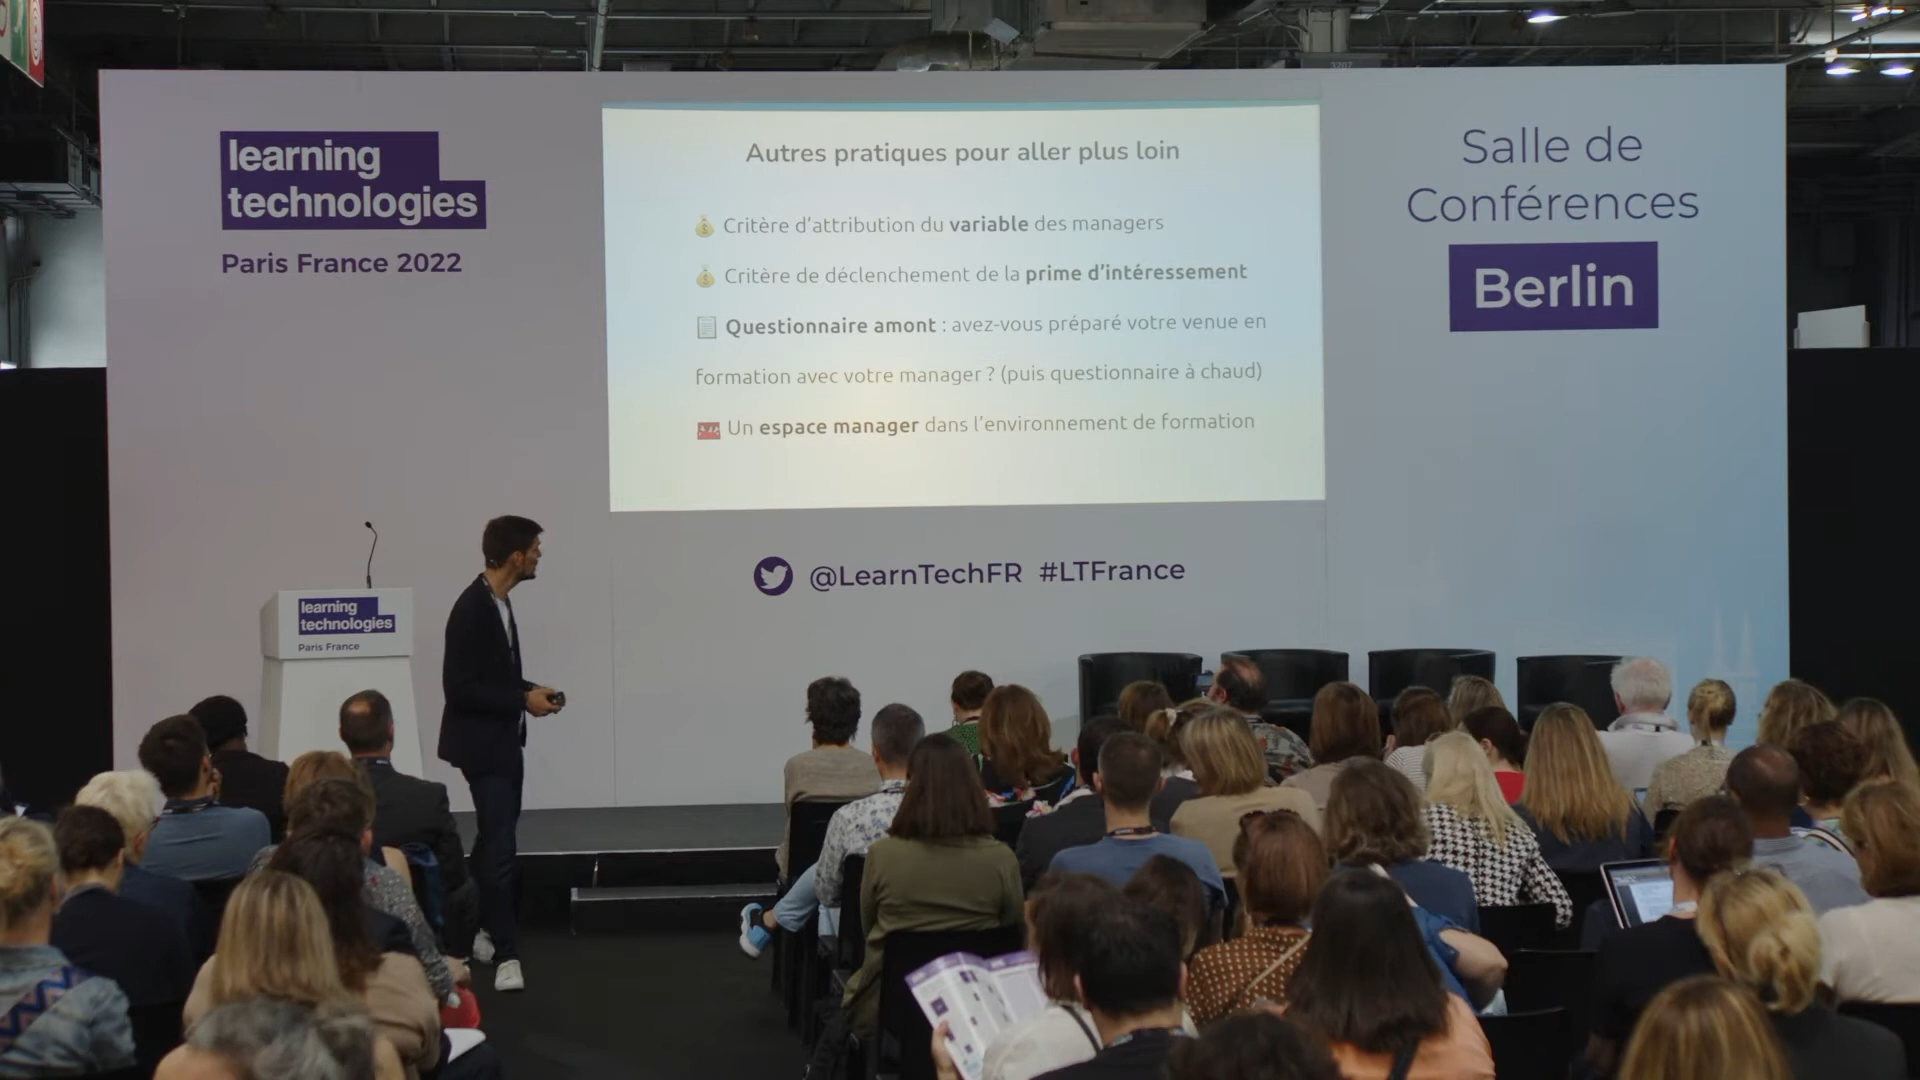 learning
technologies
Paris France 2022
Autres pratiques pour aller plus loin
Critère d'attribution du variable des managers
Critère de déclenchement de la prime d'intéressement
Questionnaire amont : avez-vous préparé votre venue en
formation avec votre manager ? (puis questionnaire à chaud)
Un espace manager dans l'environnement de formation
Salle de
Conférences
Berlin
@LearnTechFR #LTFrance
learning
technologies
Paris France